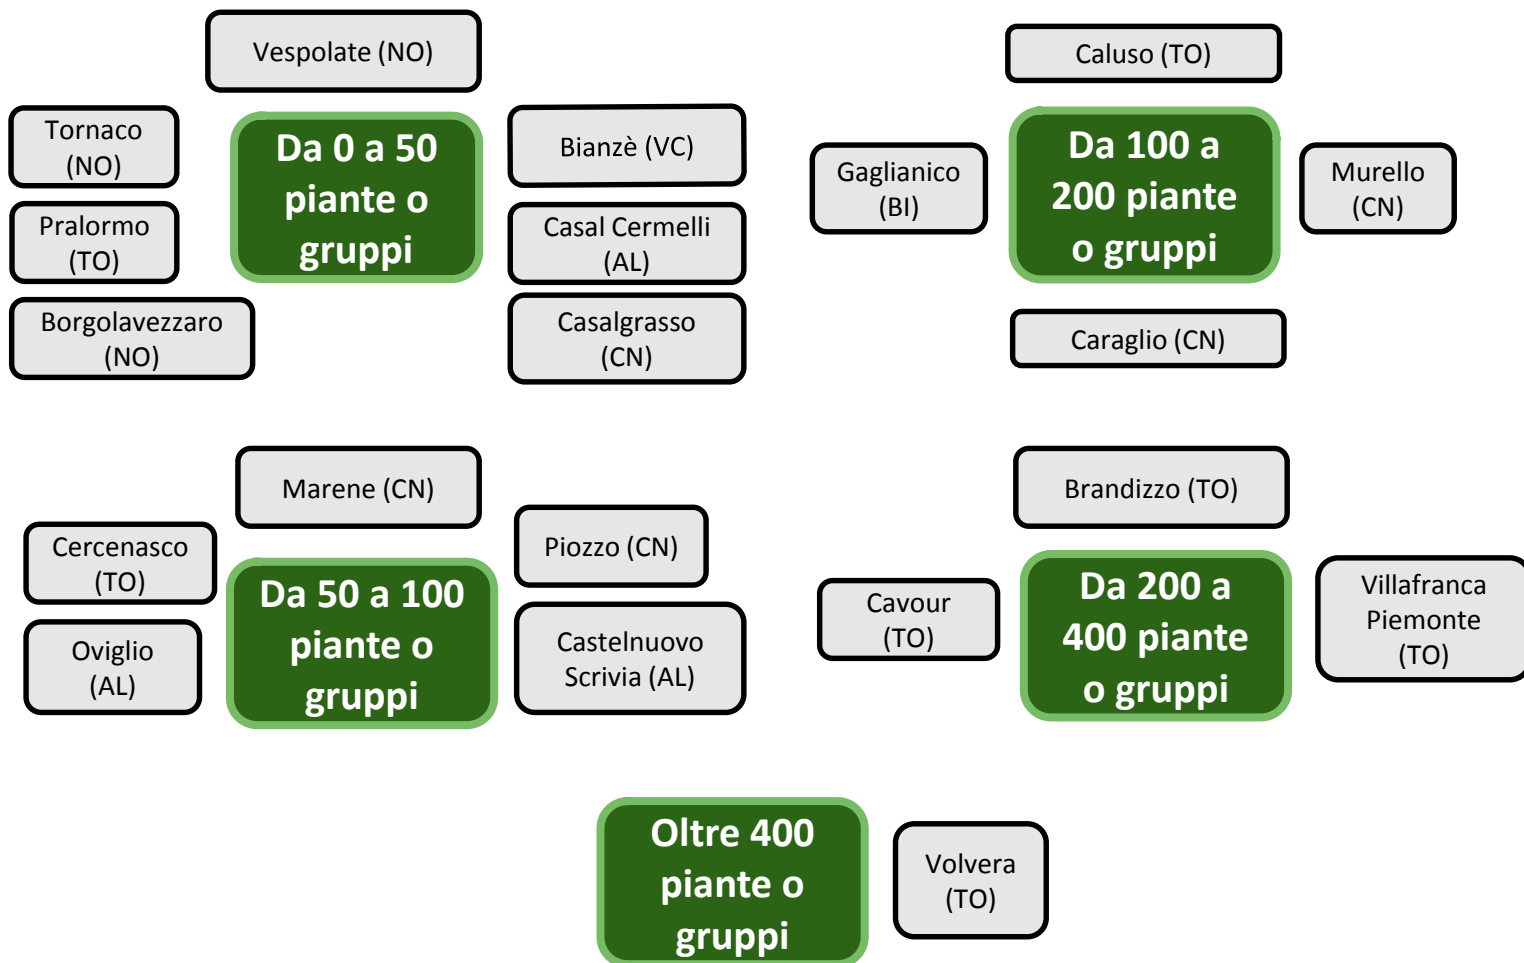 Vespolate (NO)
Tornaco
(NO)
Pralormo
(TO)
Borgolavezzaro
(NO)
Da 0 a 50
piante o
gruppi
Bianzè (VC)
Casal Cermelli
(AL)
Casalgrasso
(CN)
Caluso (TO)
Gaglianico
(BI)
Da 100 a
200 piante
o gruppi
Murello
(CN)
Caraglio (CN)
Marene (CN)
Cercenasco
(TO)
Oviglio
(AL)
Da 50 a 100
piante o
gruppi
Piozzo (CN)
Castelnuovo
Scrivia (AL)
Brandizzo (TO)
Cavour
(TO)
Da 200 a
400 piante
o gruppi
Villafranca
Piemonte
(TO)
Oltre 400
piante o
gruppi
Volvera
(TO)